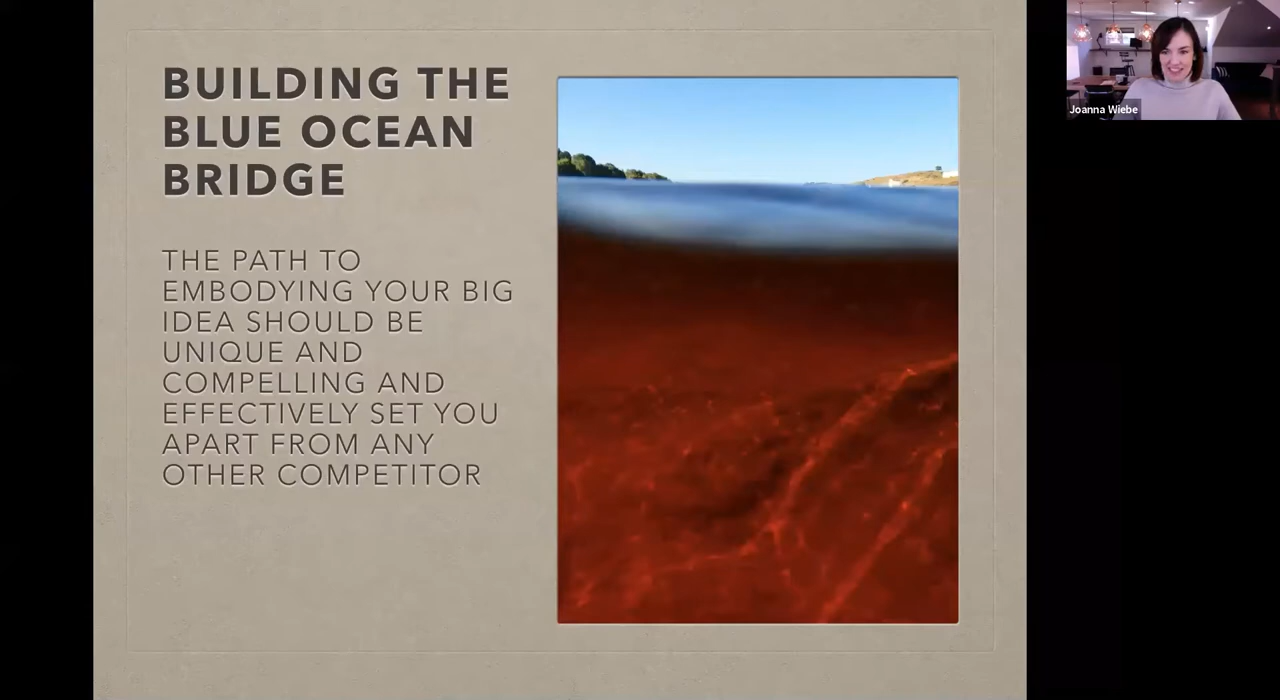 BUILDING THE
BLUE OCEAN
BRIDGE
THE PATH TO
EMBODYING YOUR BIG
IDEA SHOULD BE
UNIQUE AND
COMPELLING AND
EFFECTIVELY SET YOU
APART FROM ANY
OTHER COMPETITOR
Joanna Wiebe